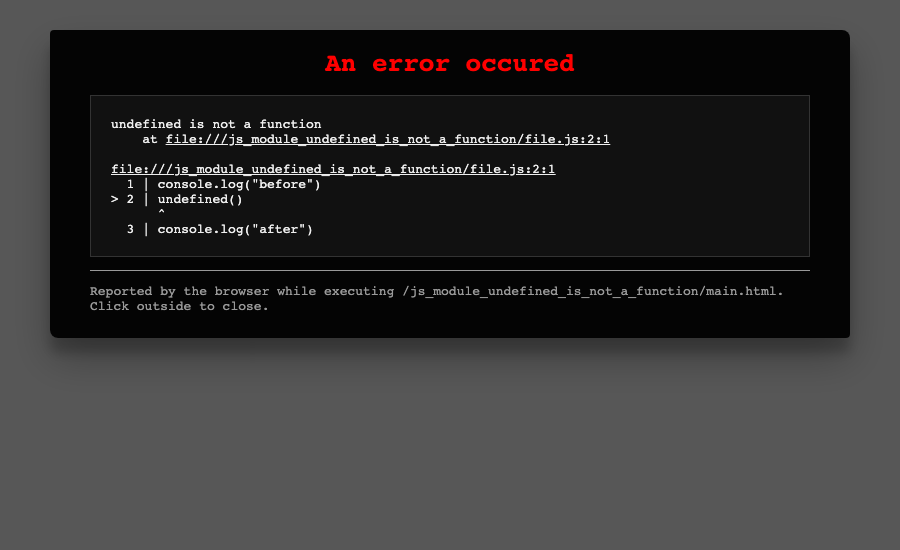 An error occured
undefined is not a function
    at file:///js_module_undefined_is_not_a_function/file.js:2:1
file:///js_module_undefined_is_not_a_function/file.js:2:1
  1 | console.log("before")
> 2 | undefined()
      ^
  3 | console.log("after")
Reported by the browser while executing /js_module_undefined_is_not_a_function/main.html.
Click outside to close.